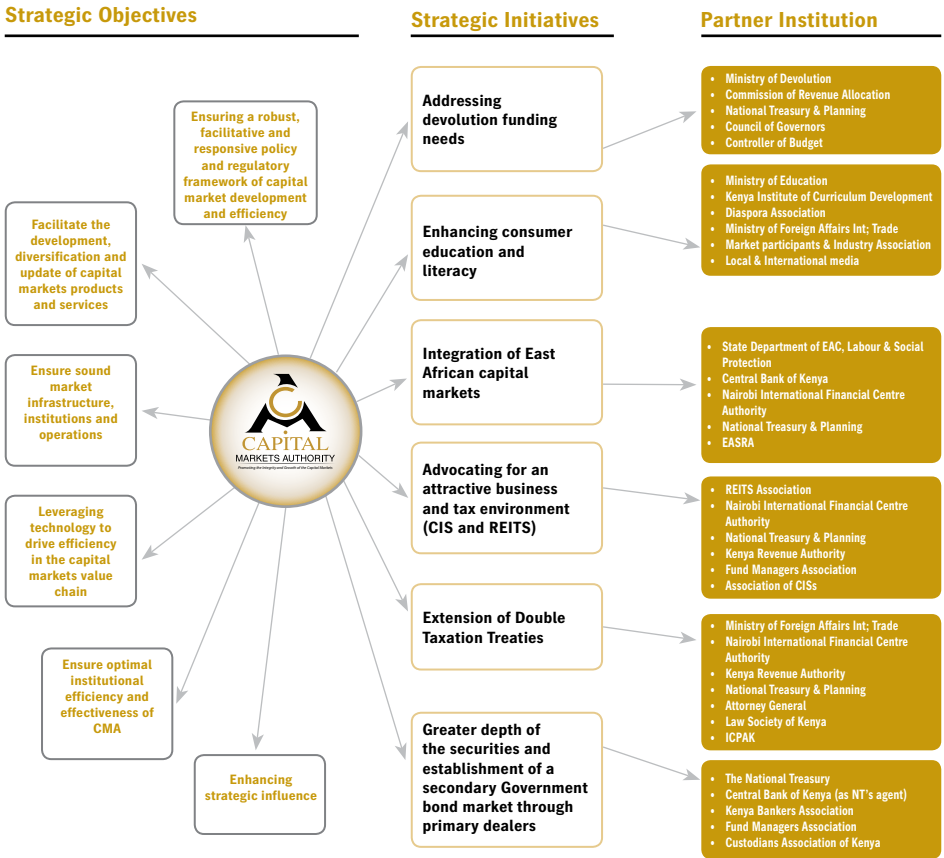 Strategic Objectives
Ensuring a robust,
facilitative and
responsive policy
and regulatory
framework of capital
market development
and efficiency
Facilitate the
development,
diversification and
update of capital
markets products
and services
Ensure sound
market
infrastructure,
institutions and
operations
Leveraging
technology to
drive efficiency
in the capital
markets value
chain
Ensure optimal
institutional
efficiency and
effectiveness of
CMA
Enhancing
strategic influence
CAPITAL
MARKETS AUTHORITY
Promoting the Integrity and Growth of the Capital Markets
Strategic Initiatives
Addressing
devolution funding
needs
Enhancing consumer
education and
literacy
Integration of East
African capital
markets
Advocating for an
attractive business
and tax environment
(CIS and REITS)
Extension of Double
Taxation Treaties
Greater depth of
the securities and
establishment of a
secondary Government
bond market through
primary dealers
Partner Institution
• Ministry of Devolution
• Commission of Revenue Allocation
• National Treasury & Planning
• Council of Governors
• Controller of Budget
• Ministry of Education
• Kenya Institute of Curriculum Development
• Diaspora Association
• Ministry of Foreign Affairs Int; Trade
• Market participants & Industry Association
• Local & International media
• State Department of EAC, Labour & Social
Protection
• Central Bank of Kenya
• Nairobi International Financial Centre
Authority
• National Treasury & Planning
• EASRA
• REITS Association
• Nairobi International Financial Centre
Authority
• National Treasury & Planning
• Kenya Revenue Authority
• Fund Managers Association
• Association of CISs
• Ministry of Foreign Affairs Int; Trade
• Nairobi International Financial Centre
Authority
• Kenya Revenue Authority
• National Treasury & Planning
• Attorney General
• Law Society of Kenya
• ICPAK
• The National Treasury
• Central Bank of Kenya (as NT's agent)
• Kenya Bankers Association
• Fund Managers Association
• Custodians Association of Kenya